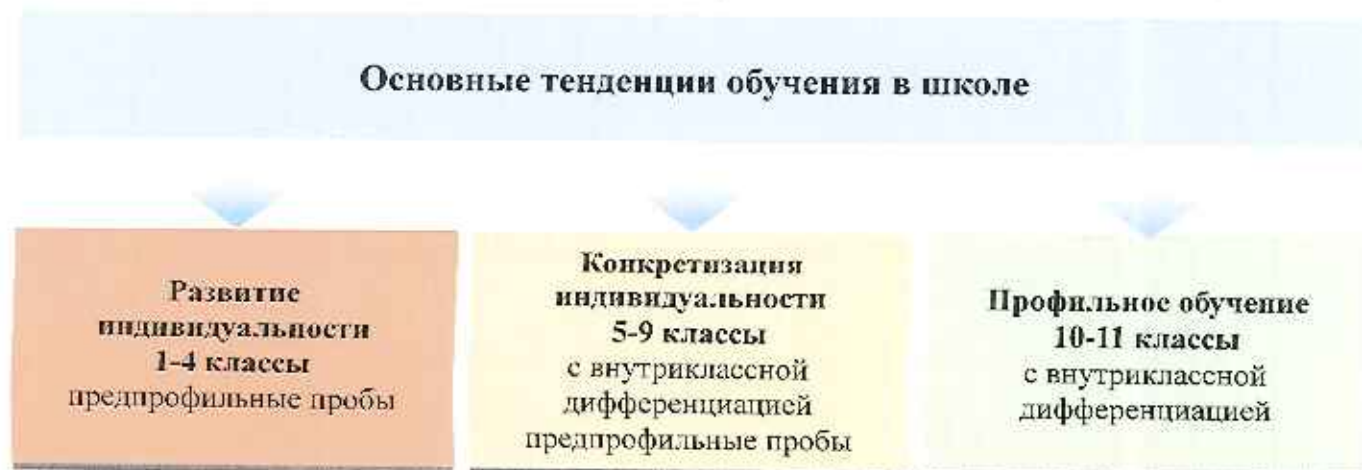 Основные тенденции обучения в школе
Развитие
индивидуальности
1-4 классы
предпрофильные пробы
Конкретизация
индивидуальности
5-9 классы
с внутриклассной
дифференциацией
предпрофильные пробы
Профильное обучение
10-11 классы
с внутриклассной
дифференциацией